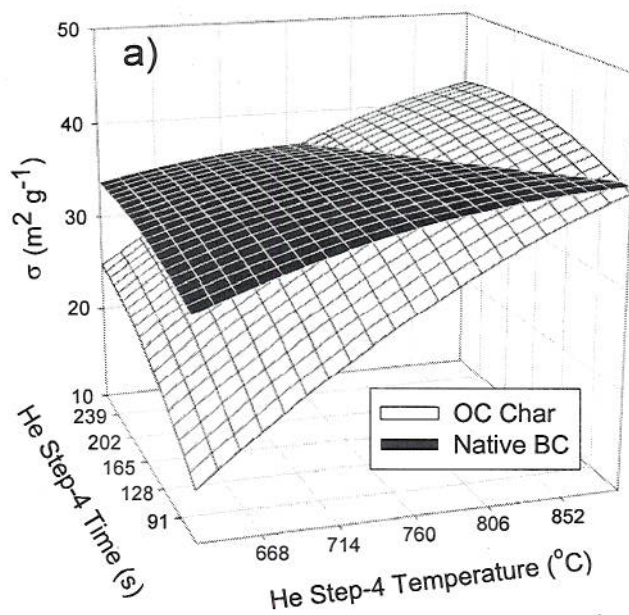 a)
50
40
30
20
10
σ (m2 g-1)
239
202
165
128
91
He Step-4 Time (s)
668
714
760
806
852
He Step-4 Temperature (oC)
OC Char
Native BC